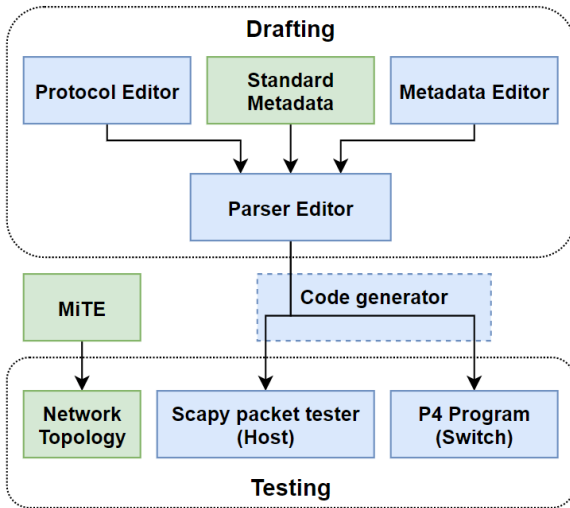 Drafting
Protocol Editor
Standard
Metadata
Metadata Editor
Parser Editor
MiTE
Code generator
Network
Topology
Scapy packet tester
(Host)
P4 Program
(Switch)
Testing